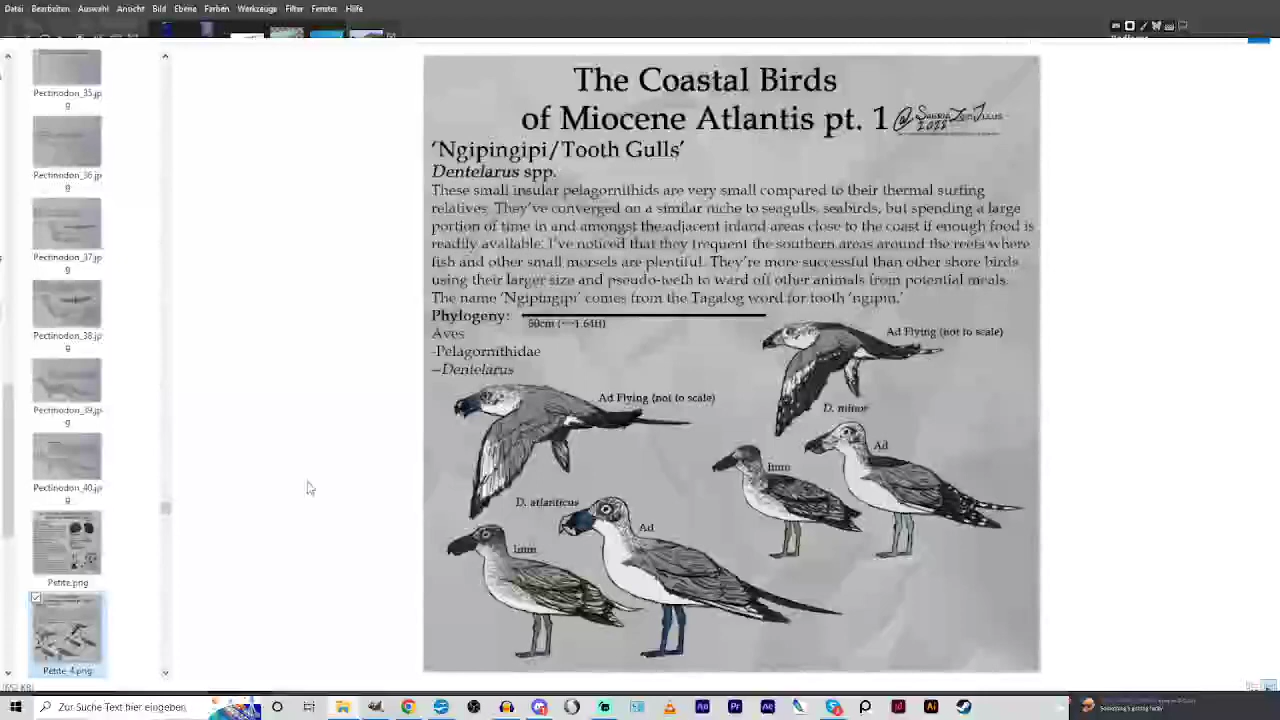 Datei Bearbeiten Auswahl Ansicht Bild Ebene Farben Werkzeuge Filter Fenster Hilfe
Pectinodon_35.jp
g
Pectinodon_36.jp
g
Pectinodon_37.jp
g
Pectinodon_38.jp
g
Pectinodon_39.jp
g
Pectinodon_40.jp
g
Petite.png
Petite_4.png
The Coastal Birds
of Miocene Atlantis pt. 1
2022
'Ngipingipi/Tooth Gulls'
Dentelarus spp.
These small insular pelagornithids are very small compared to their thermal surfing
relatives. They've converged on a similar niche to seagulls, seabirds, but spending a large
portion of time in and amongst the adjacent inland areas close to the coast if enough food is
readily available. I've noticed that they frequent the southern areas around the reefs where
fish and other small morsels are plentiful. They're more successful than other shore birds
using their larger size and pseudo-teeth to ward off other animals from potential meals.
The name 'Ngipingipi' comes from the Tagalog word for tooth 'ngipin.'
Phylogeny:
50cm (~1.64ft)
Aves
-Pelagornithidae
--Dentelarus
Ad Flying (not to scale)
Ad Flying (not to scale)
D. minor
Ad
Imm
D. atlanticus
Ad
Imm
Zur Suche Text hier eingeben